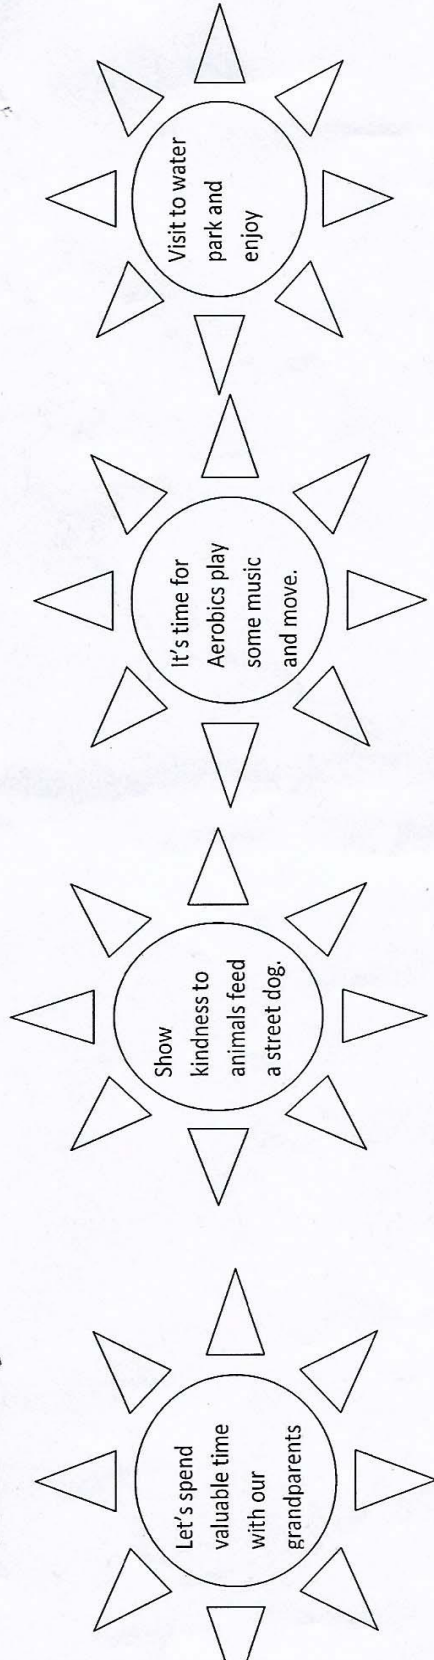 Let's spend
valuable time
with our
grandparents
Show
kindness to
animals feed
a street dog.
It's time for
Aerobics play
some music
and move.
Visit to water
park and
enjoy